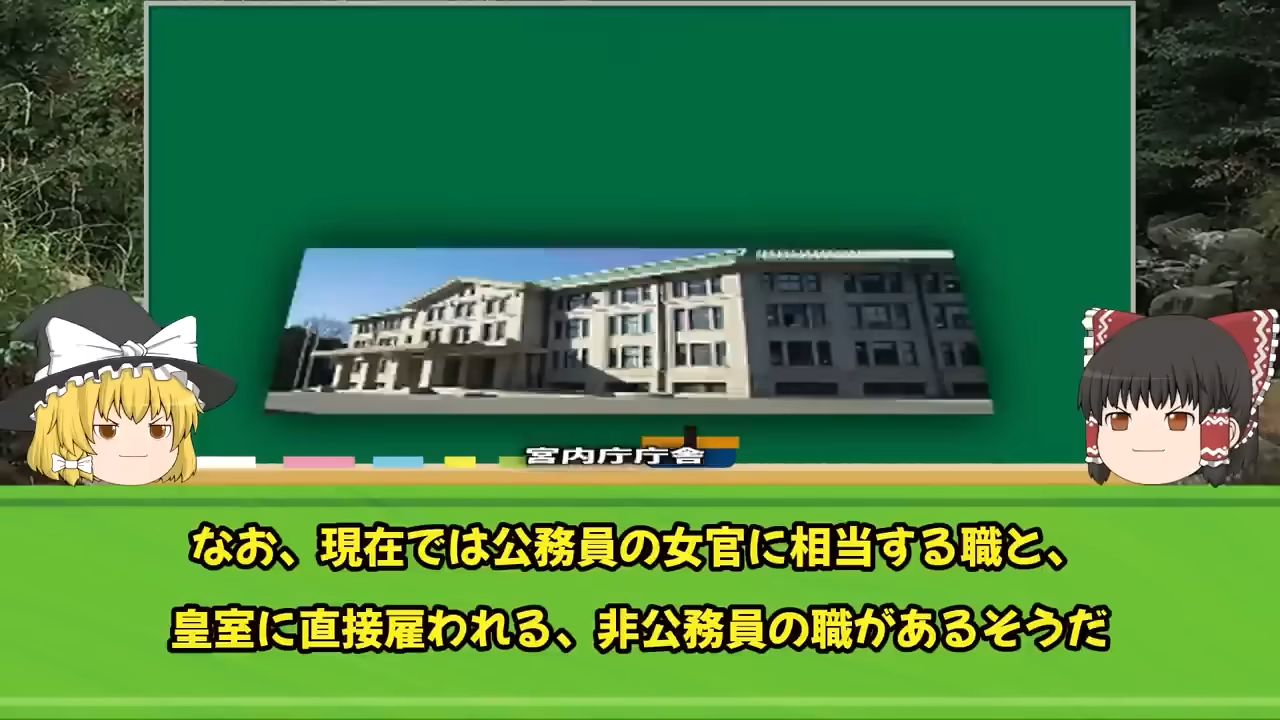 宮内庁庁舎
なお、現在では公務員の女官に相当する職と、
皇室に直接雇われる、非公務員の職があるそうだ